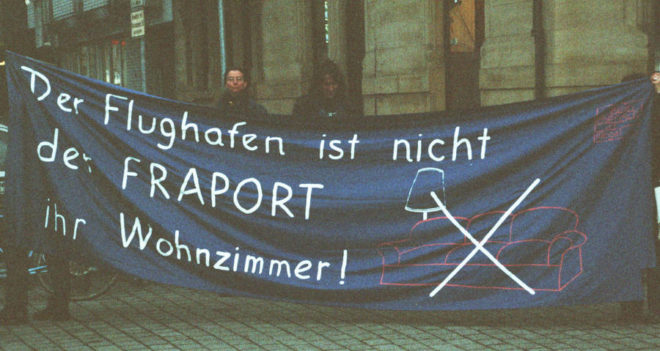 Der Flughafen ist nicht
der FRAPORT
ihr Wohnzimmer!